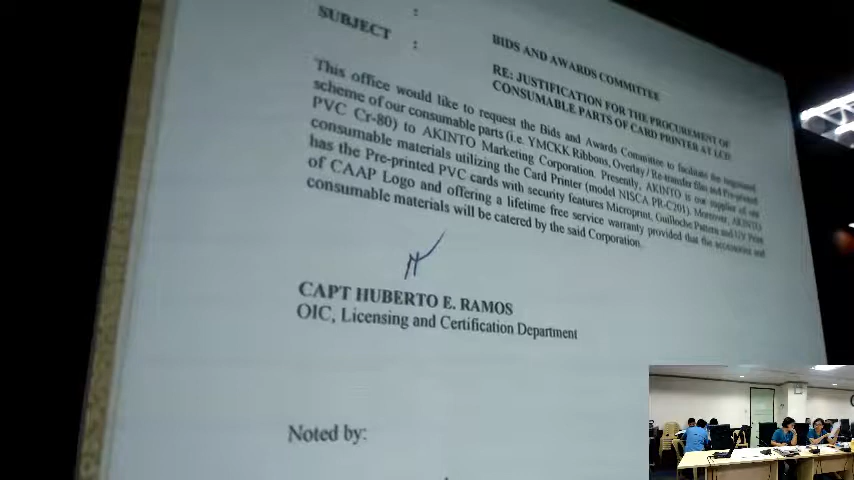 :
BIDS AND AWARDS COMMITTEE
SUBJECT :
RE: JUSTIFICATION FOR THE PROCUREMENT OF
CONSUMABLE PARTS OF CARD PRINTER AT LCD
This office would like to request the Bids and Awards Committee to facilitate the negotiated
scheme of our consumable parts (i.e. YMCKK Ribbons, Overlay / Re-transfer film and Pre-printed
PVC Cr-80) to AKINTO Marketing Corporation. Presently, AKINTO is our supplier of our
consumable materials utilizing the Card Printer (model NISCA PR-C201). Moreover, AKINTO
has the Pre-printed PVC cards with security features Microprint, Guilloche Pattern and UV Print
of CAAP Logo and offering a lifetime free service warranty provided that the accessories and
consumable materials will be catered by the said Corporation.
CAPT HUBERTO E. RAMOS
OIC, Licensing and Certification Department
Noted by: